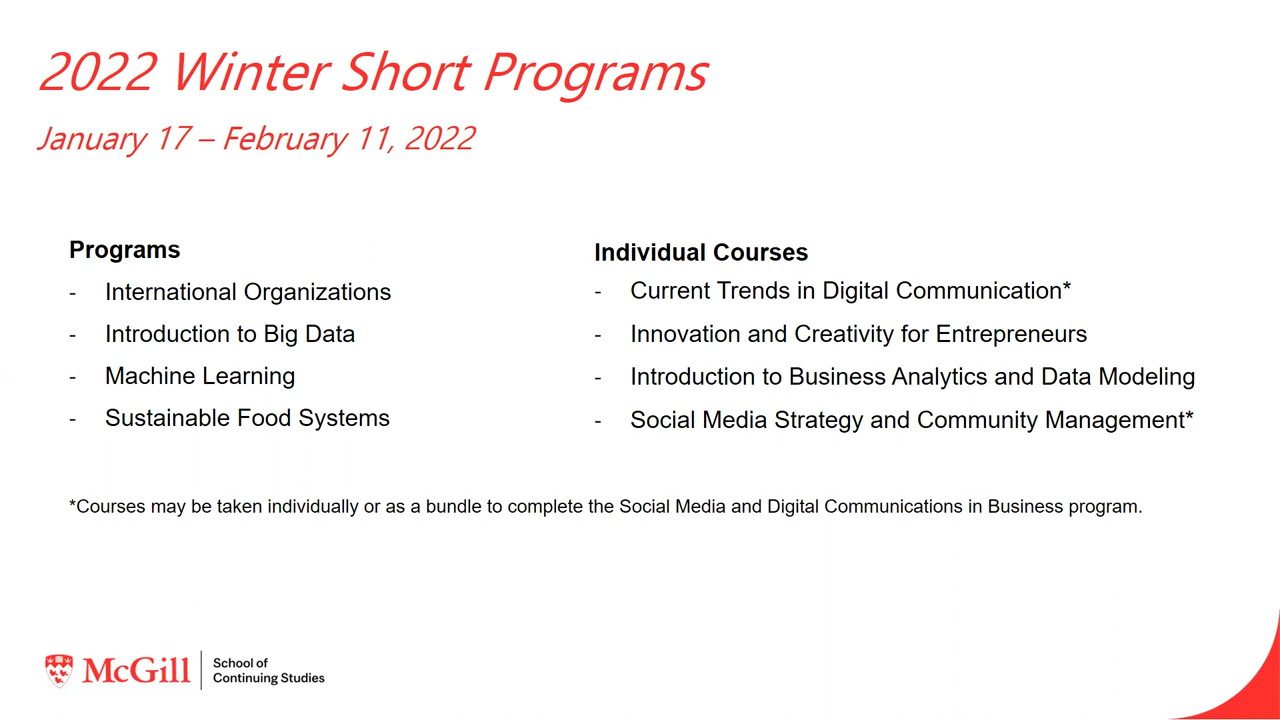 2022 Winter Short Programs
January 17 – February 11, 2022
Programs
- International Organizations
- Introduction to Big Data
- Machine Learning
- Sustainable Food Systems
Individual Courses
- Current Trends in Digital Communication*
- Innovation and Creativity for Entrepreneurs
- Introduction to Business Analytics and Data Modeling
- Social Media Strategy and Community Management*
*Courses may be taken individually or as a bundle to complete the Social Media and Digital Communications in Business program.
McGill
School of
Continuing Studies